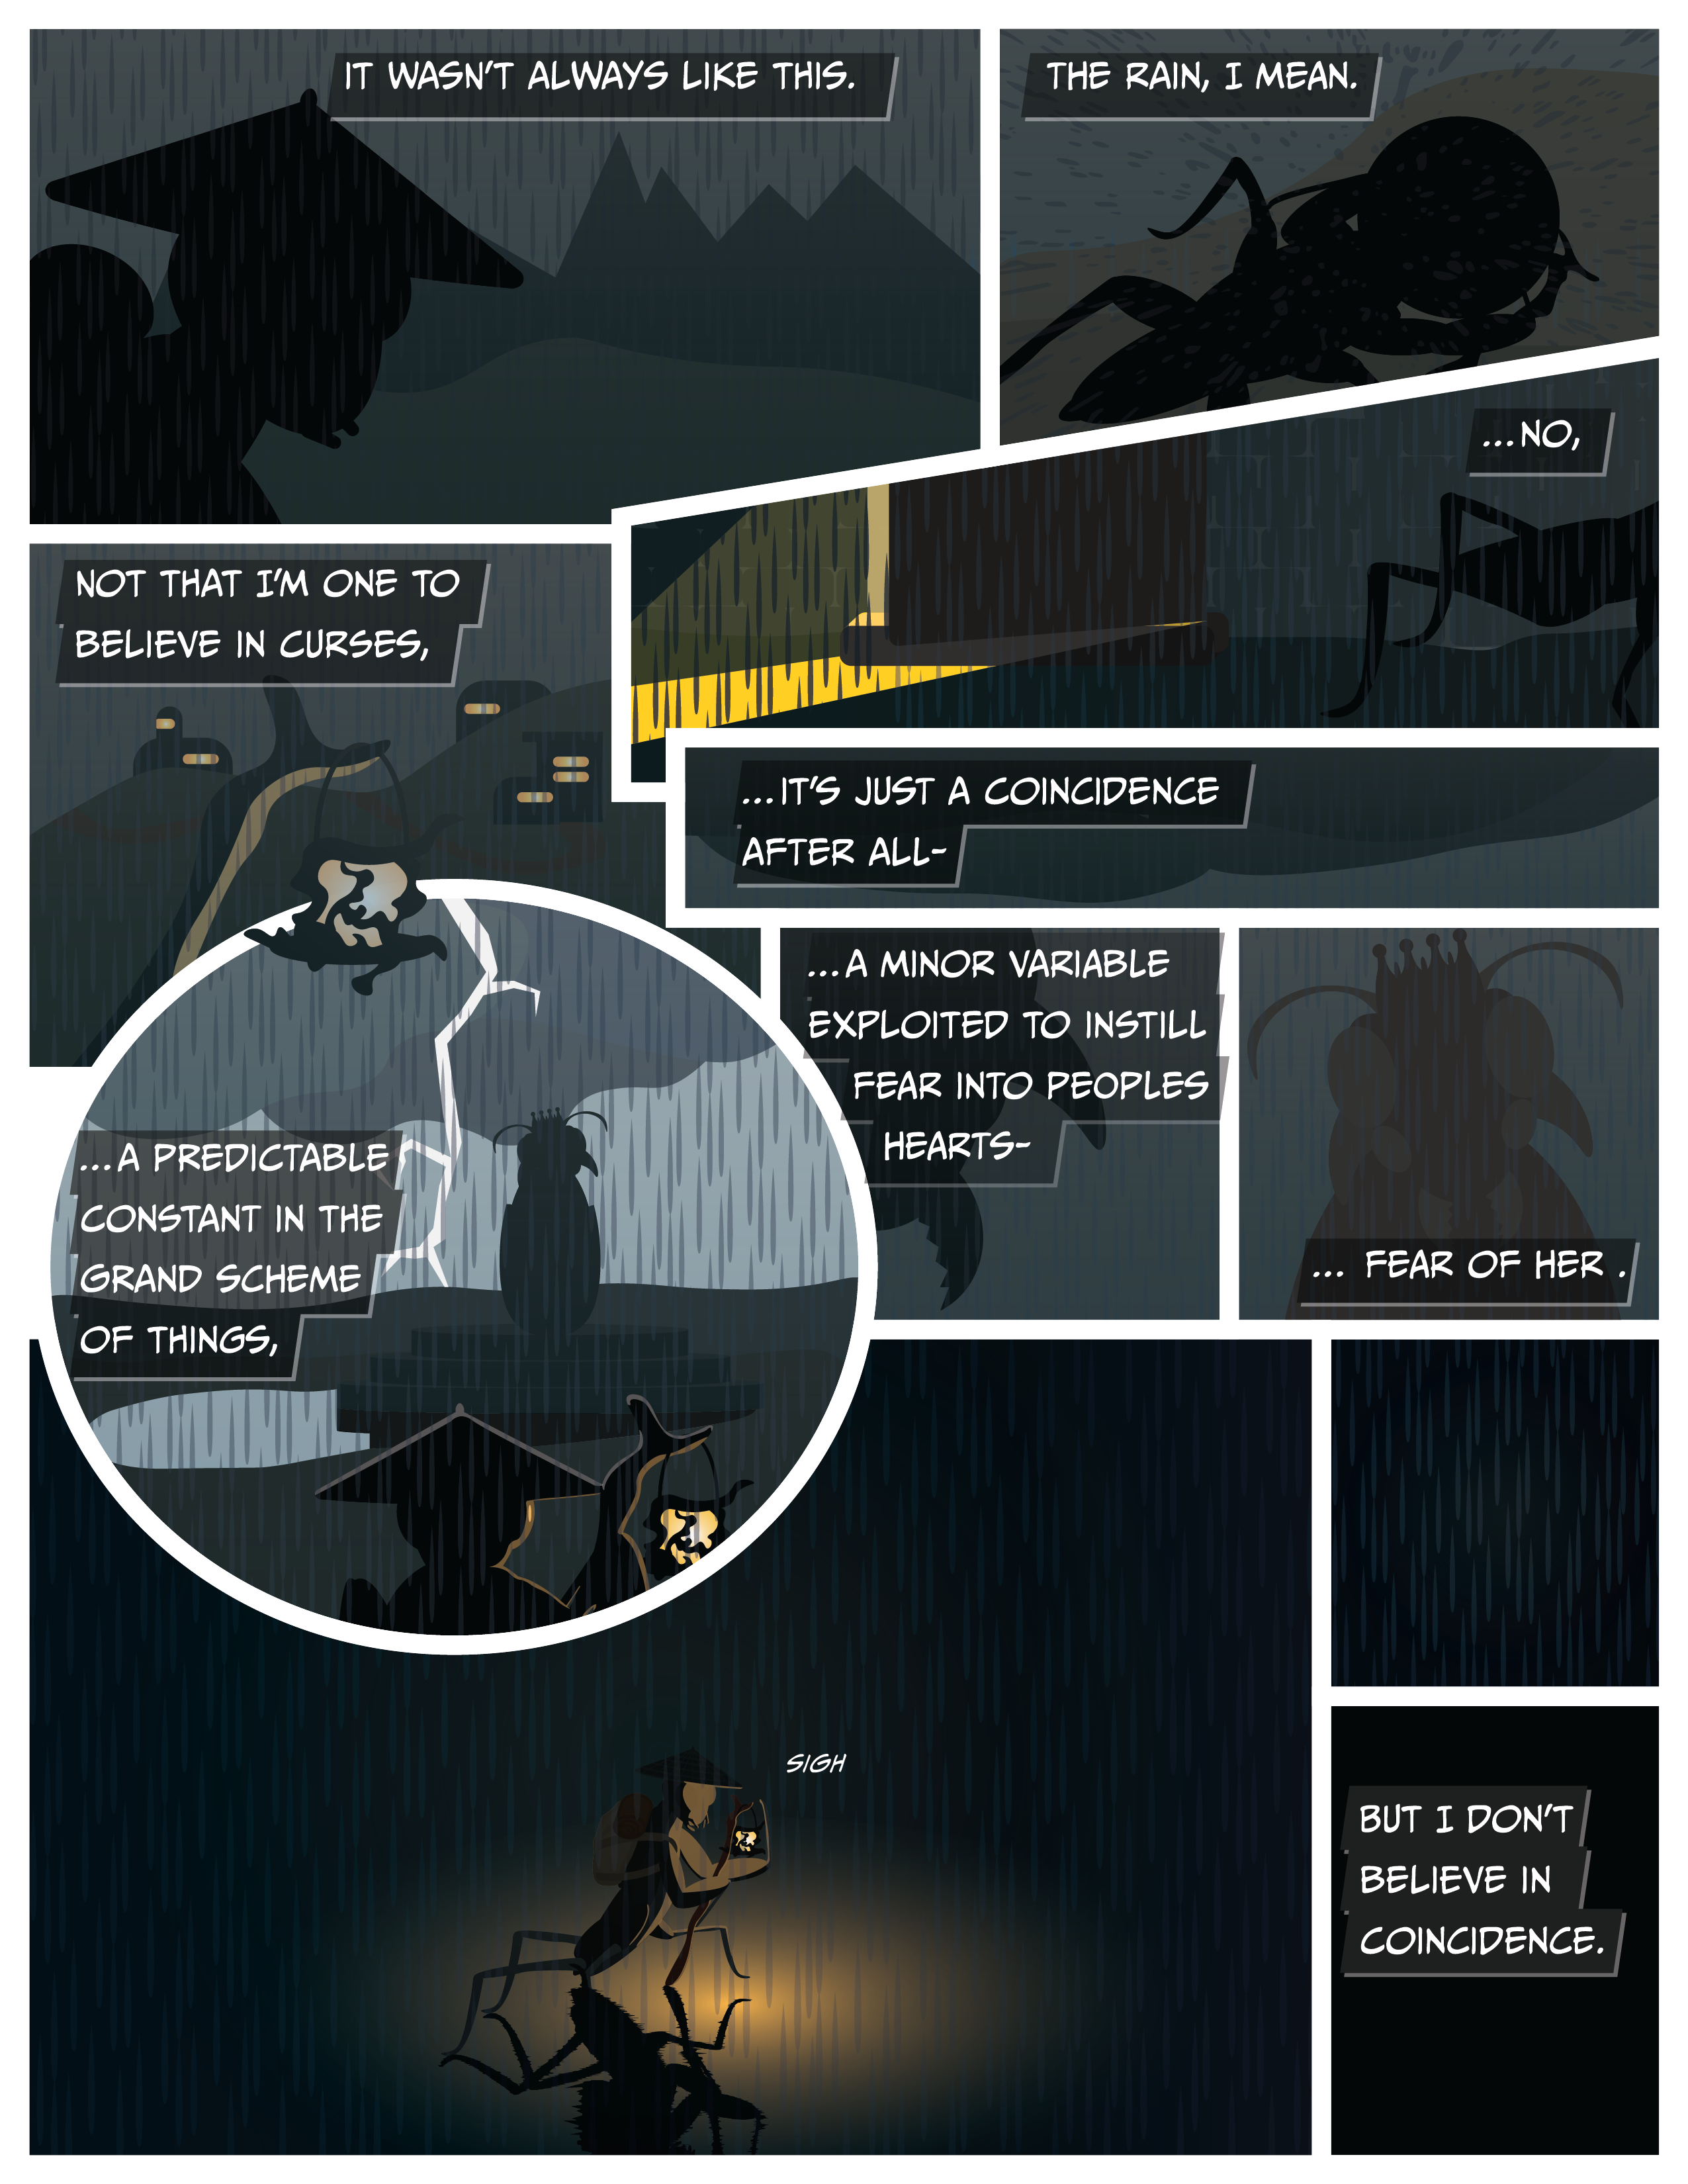 IT WASN'T ALWAYS LIKE THIS.
THE RAIN, I MEAN.
NOT THAT I'M ONE TO
BELIEVE IN CURSES,
...NO,
...IT'S JUST A COINCIDENCE
AFTER ALL-
...A PREDICTABLE
CONSTANT IN THE
GRAND SCHEME
OF THINGS,
...A MINOR VARIABLE
EXPLOITED TO INSTILL
FEAR INTO PEOPLES
HEARTS-
... FEAR OF HER .
SIGH
BUT I DON'T
BELIEVE IN
COINCIDENCE.